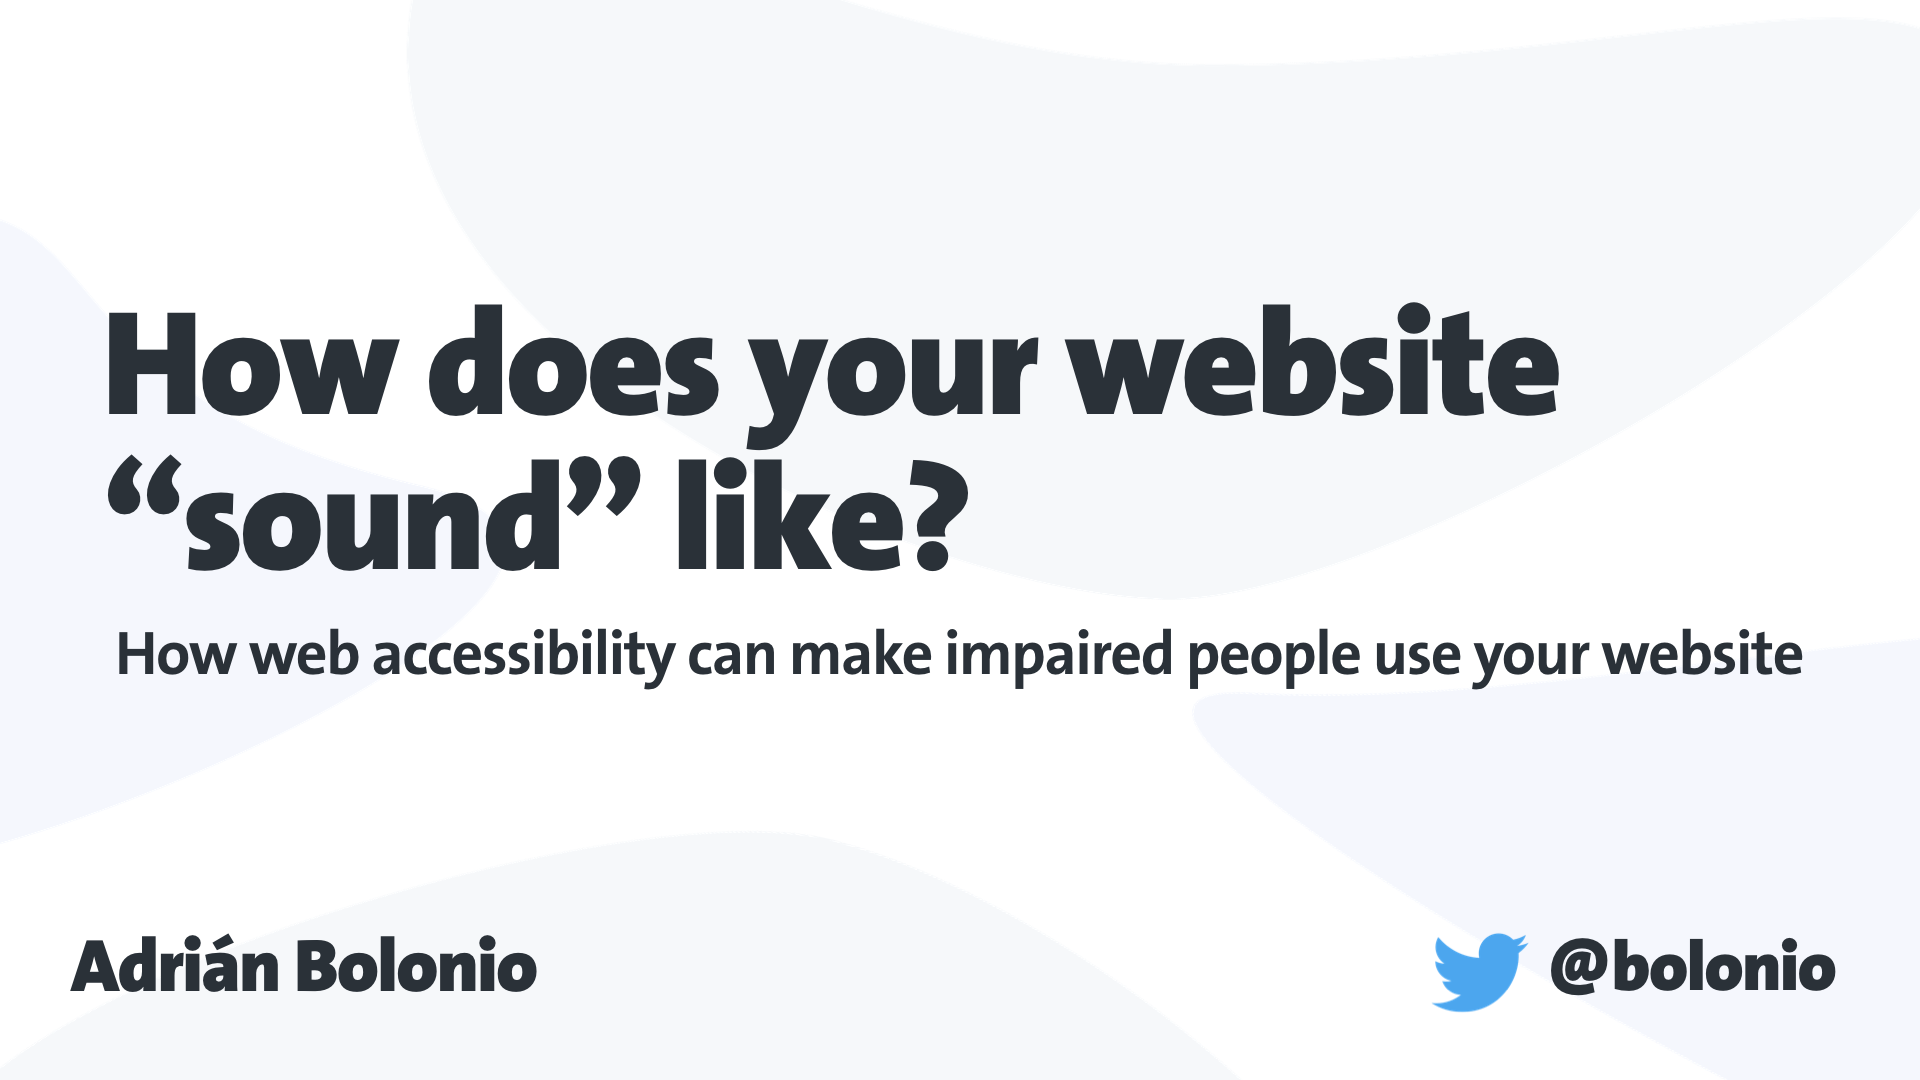 How does your website
“sound” like?
How web accessibility can make impaired people use your website
Adrián Bolonio
@bolonio